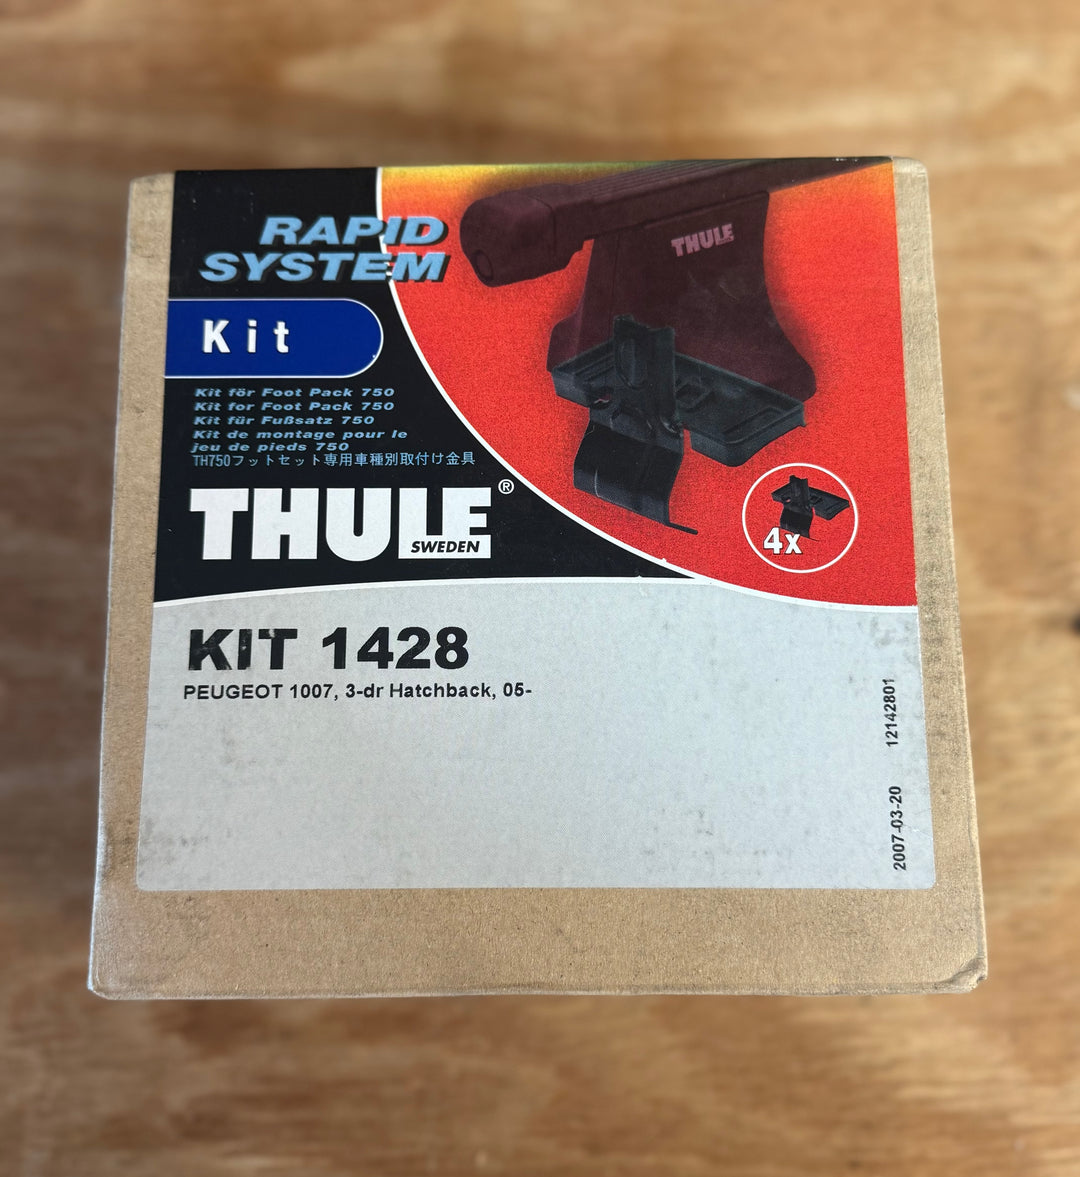 RAPID
SYSTEM
THULE
Kit
Kit för Foot Pack 750
Kit for Foot Pack 750
Kit für Fußsatz 750
Kit de montage pour le
jeu de pieds 750
TH750フットセット専用車種別取付け金具
THULE®
SWEDEN
4x
KIT 1428
PEUGEOT 1007, 3-dr Hatchback, 05-
12142801
2007-03-20